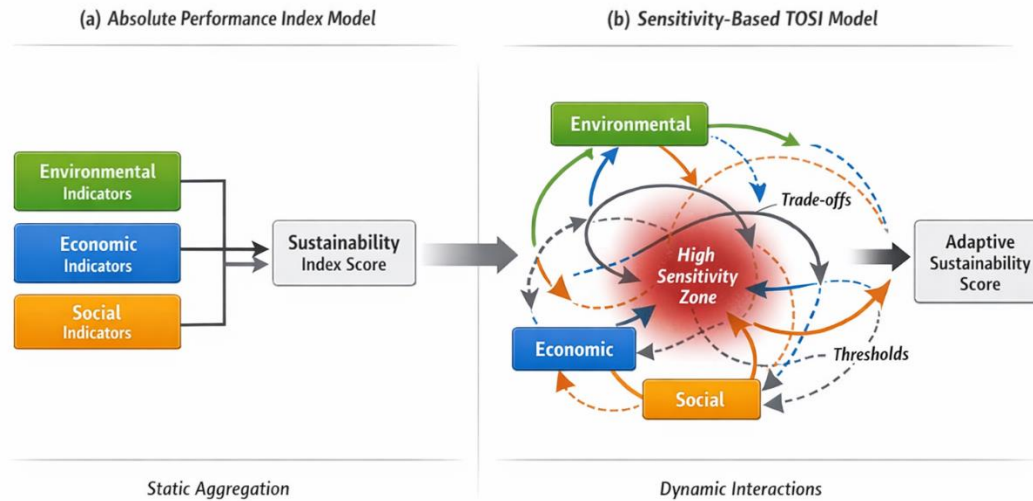 (a) Absolute Performance Index Model
Environmental
Indicators
Economic
Indicators
Social
Indicators
Sustainability
Index Score
Static Aggregation
(b) Sensitivity-Based TOSI Model
Environmental
Trade-offs
High
Sensitivity
Zone
Economic
Social
Thresholds
Adaptive
Sustainability
Score
Dynamic Interactions